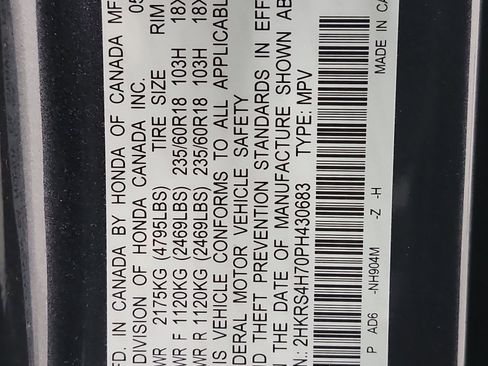 FD. IN CANADA BY HONDA OF CANADA MF
DIVISION OF HONDA CANADA INC. 05
WR 2175KG (4795LBS) TIRE SIZE RIM
WR F 1120KG (2469LBS) 235/60R18 103H 18X
WR R 1120KG (2469LBS) 235/60R18 103H 18X
IS VEHICLE CONFORMS TO ALL APPLICABLE
DERAL MOTOR VEHICLE SAFETY
D THEFT PREVENTION STANDARDS IN EFF
N THE DATE OF MANUFACTURE SHOWN AB
N: 2HKRS4H70PH430683 TYPE: MPV
P AD6 -NH904M -Z -H MADE IN CA